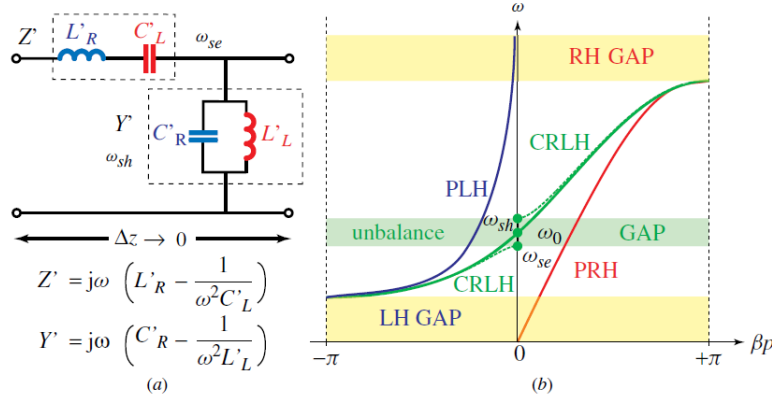 L'R C'L
Z' ωse
Y' C'R L'L
ωsh
Δz → 0
Z' = jω (L'R − 1/ω²C'L)
Y' = jω (C'R − 1/ω²L'L)
(a)
ω
RH GAP
CRLH
PLH
ωsh
unbalance ω0 GAP
ωse
CRLH PRH
LH GAP
−π 0 +π βp
(b)